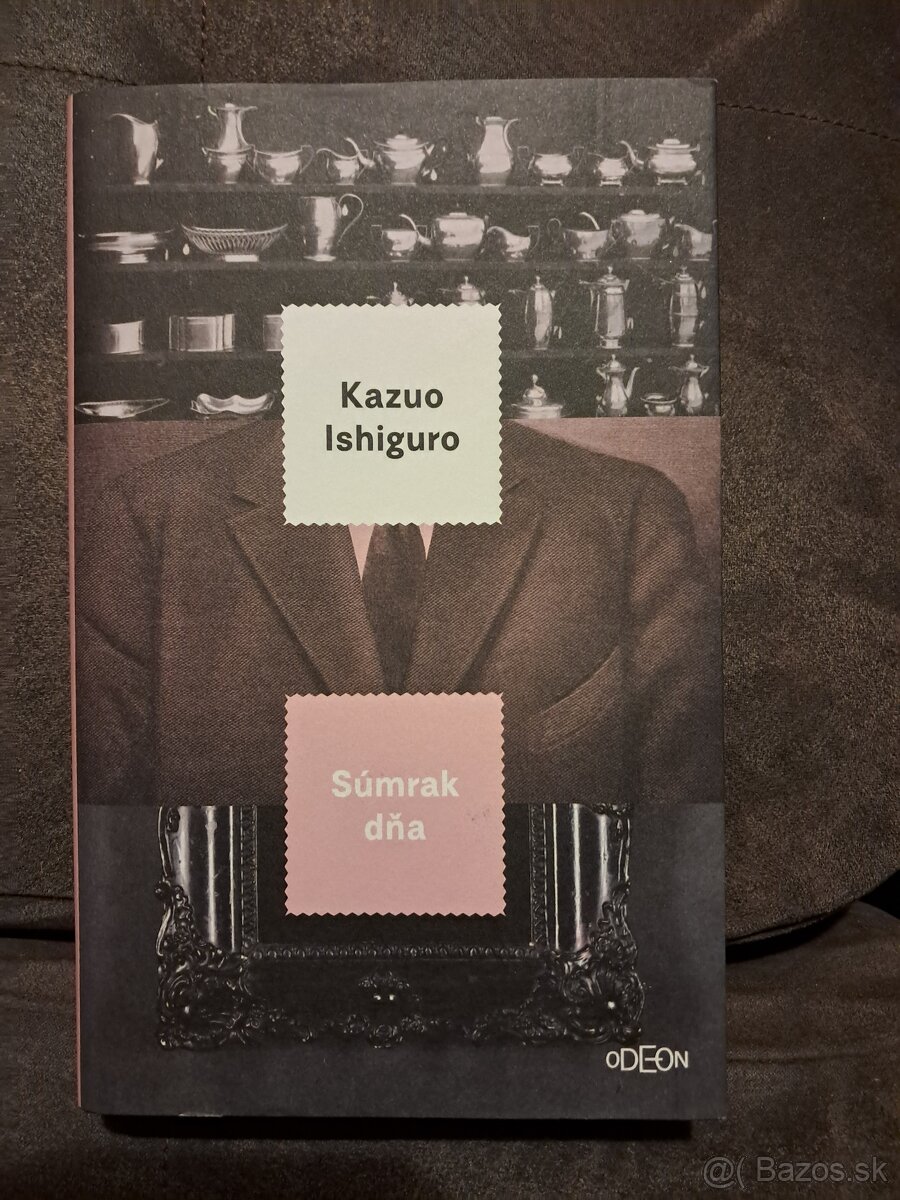 Kazuo
Ishiguro
Súmrak
dňa
ODEON
@( Bazos.sk